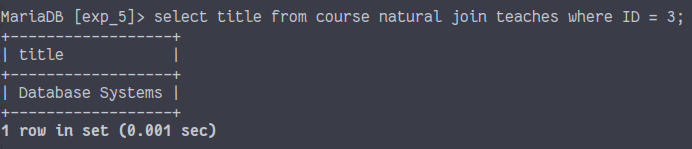 MariaDB [exp_5]> select title from course natural join teaches where ID = 3;
+------------------+
| title            |
+------------------+
| Database Systems |
+------------------+
1 row in set (0.001 sec)